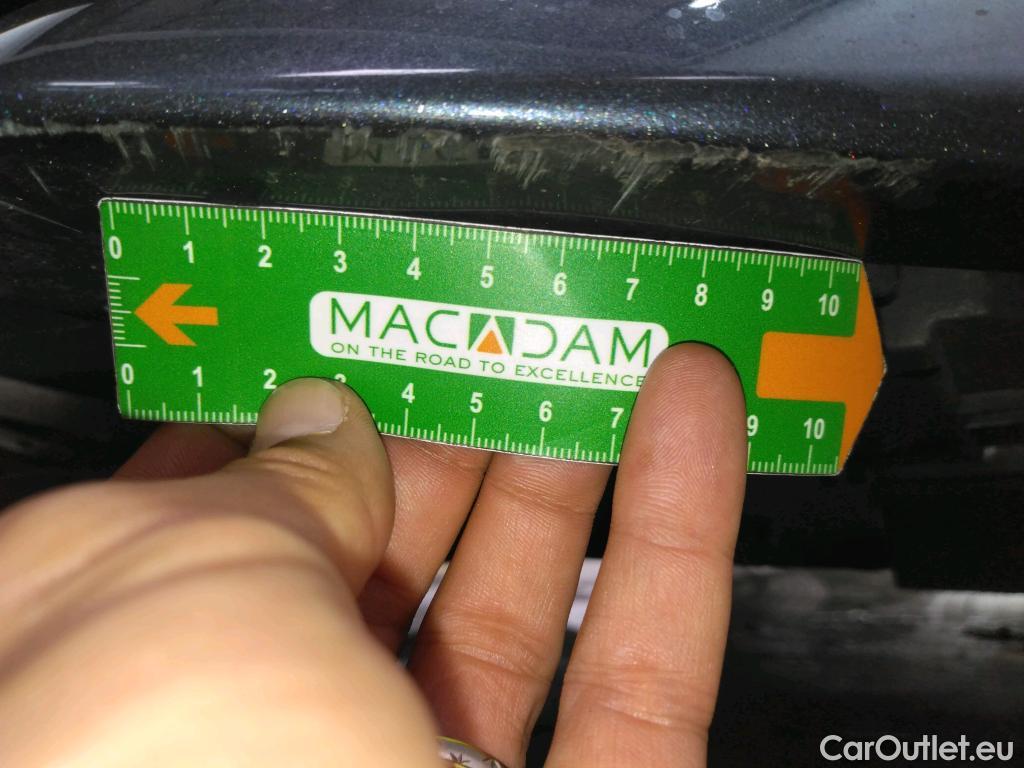 0 1 2 3 4 5 6 7 8 9 10
MACADAM
ON THE ROAD TO EXCELLENCE
0 1 2 3 4 5 6 7 9 10
CarOutlet.eu